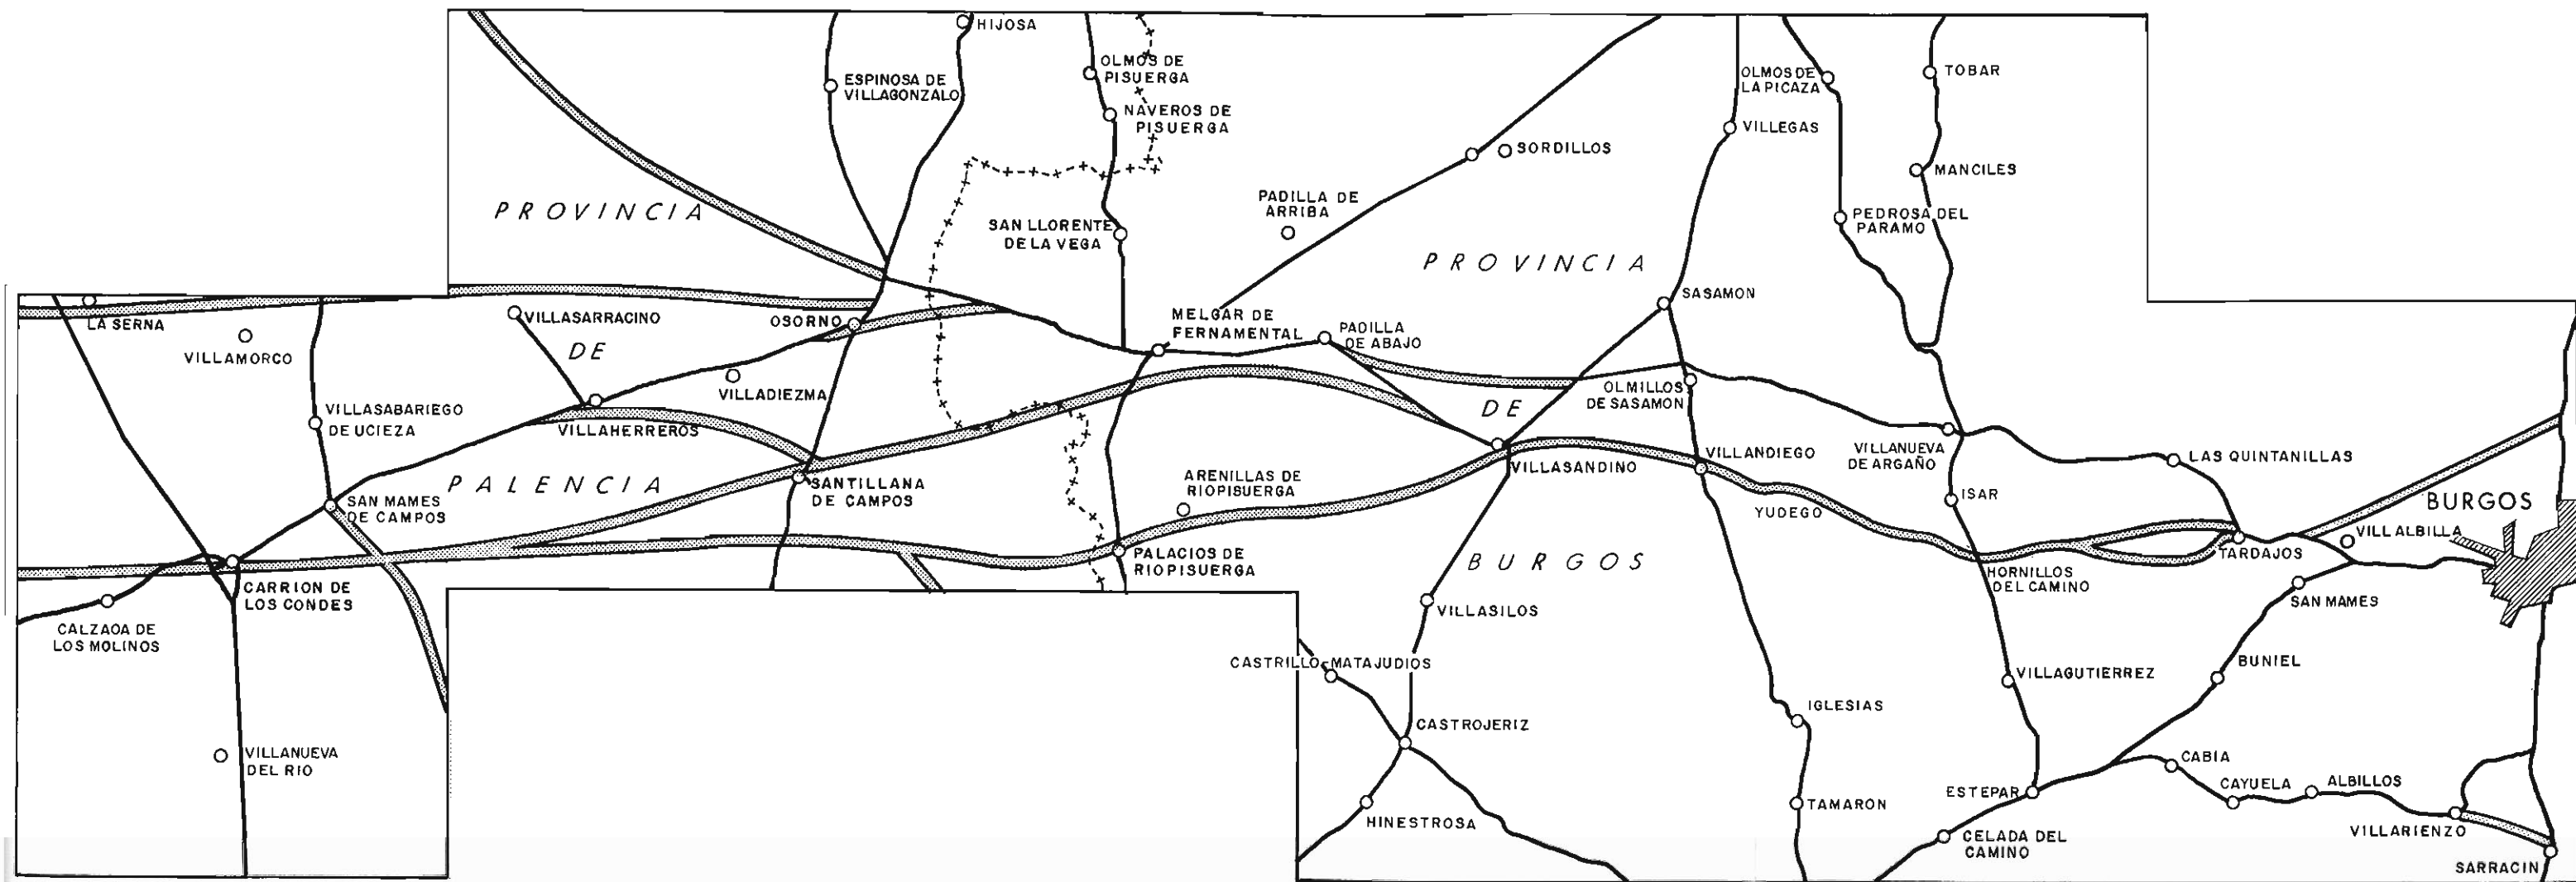 HIJOSA
ESPINOSA DE
VILLAGONZALO
OLMOS DE
PISUERGA
NAVEROS DE
PISUERGA
SORDILLOS
OLMOS DE
LA PICAZA
TOBAR
VILLEGAS
MANCILES
PROVINCIA
SAN LLORENTE
DE LA VEGA
PADILLA DE
ARRIBA
PEDROSA DEL
PARAMO
PROVINCIA
SASAMON
LA SERNA
VILLAMORCO
VILLASARRACINO
DE
OSORNO
VILLADIEZMA
MELGAR DE
FERNAMENTAL
PADILLA
DE ABAJO
OLMILLOS
DE SASAMON
DE
VILLASABARIEGO
DE UCIEZA
VILLAHERREROS
VILLASANDINO
VILLANDIEGO
VILLANUEVA
DE ARGAÑO
LAS QUINTANILLAS
PALENCIA
SAN MAMES
DE CAMPOS
SANTILLANA
DE CAMPOS
ARENILLAS DE
RIOPISUERGA
YUDEGO
ISAR
BURGOS
VILLALBILLA
TARDAJOS
PALACIOS DE
RIOPISUERGA
BURGOS
HORNILLOS
DEL CAMINO
CARRION DE
LOS CONDES
SAN MAMES
CALZAOA DE
LOS MOLINOS
VILLASILOS
CASTRILLO-MATAJUDIOS
BUNIEL
VILLAGUTIERREZ
IGLESIAS
CASTROJERIZ
VILLANUEVA
DEL RIO
CABIA
CAYUELA
ALBILLOS
ESTEPAR
TAMARON
HINESTROSA
CELADA DEL
CAMINO
VILLARIENZO
SARRACIN